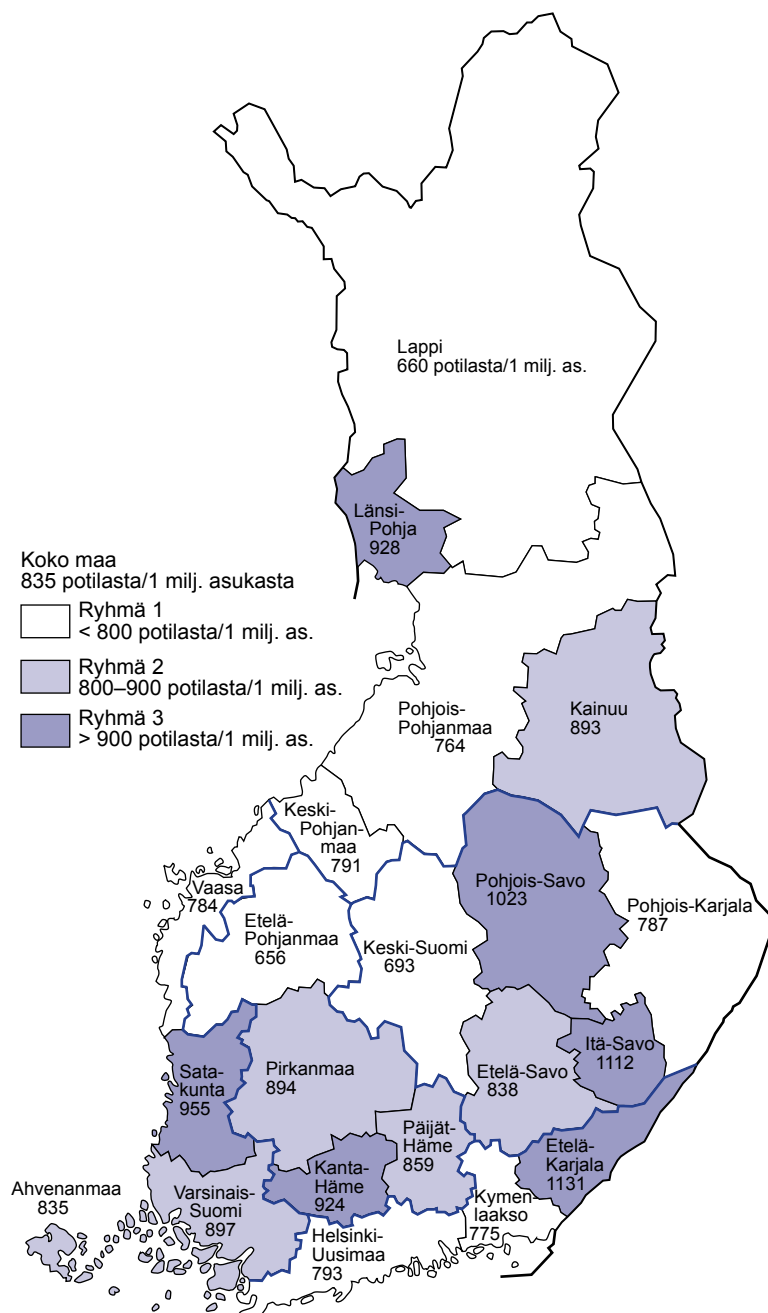 Lappi
660 potilasta/1 milj. as.
Länsi-
Pohja
928
Koko maa
835 potilasta/1 milj. asukasta
Ryhmä 1
< 800 potilasta/1 milj. as.
Ryhmä 2
800–900 potilasta/1 milj. as.
Ryhmä 3
> 900 potilasta/1 milj. as.
Pohjois-
Pohjanmaa
764
Kainuu
893
Keski-
Pohjan-
maa
791
Vaasa
784
Etelä-
Pohjanmaa
656
Keski-Suomi
693
Pohjois-Savo
1023
Pohjois-Karjala
787
Sata-
kunta
955
Pirkanmaa
894
Etelä-Savo
838
Itä-Savo
1112
Päijät-
Häme
859
Etelä-
Karjala
1131
Ahvenanmaa
835
Varsinais-
Suomi
897
Kanta-
Häme
924
Kymen-
laakso
775
Helsinki-
Uusimaa
793